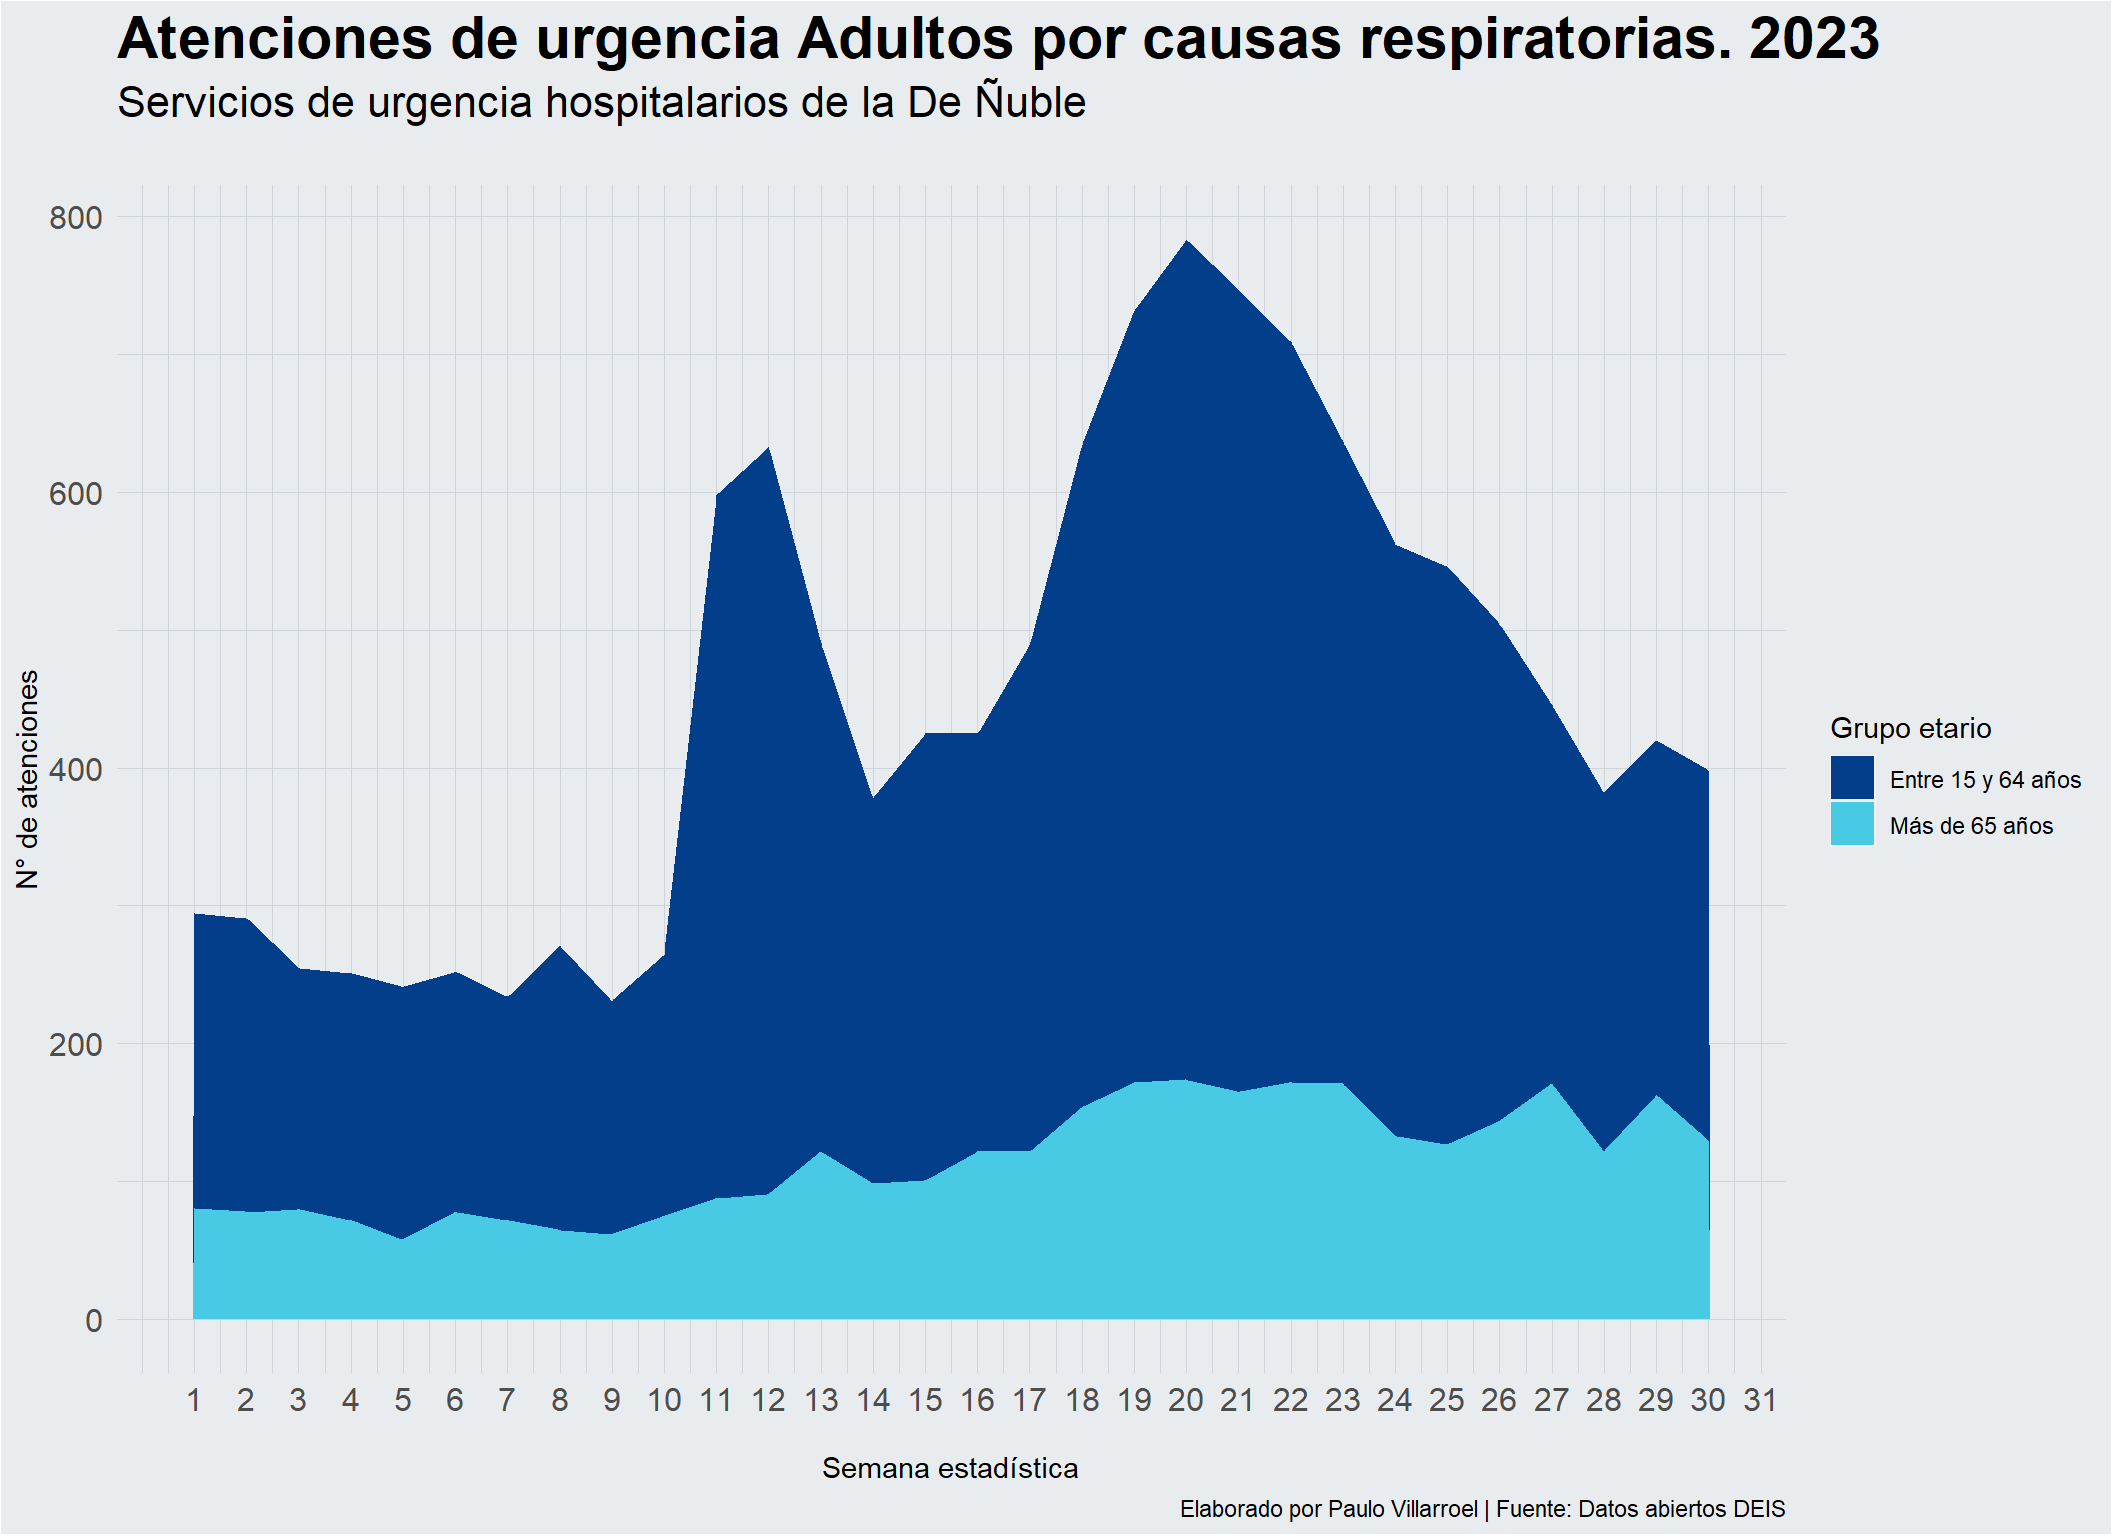 Atenciones de urgencia Adultos por causas respiratorias. 2023
Servicios de urgencia hospitalarios de la De Ñuble
800
600
400
200
0
N° de atenciones
Grupo etario
Entre 15 y 64 años
Más de 65 años
1 2 3 4 5 6 7 8 9 10 11 12 13 14 15 16 17 18 19 20 21 22 23 24 25 26 27 28 29 30 31
Semana estadística
Elaborado por Paulo Villarroel | Fuente: Datos abiertos DEIS